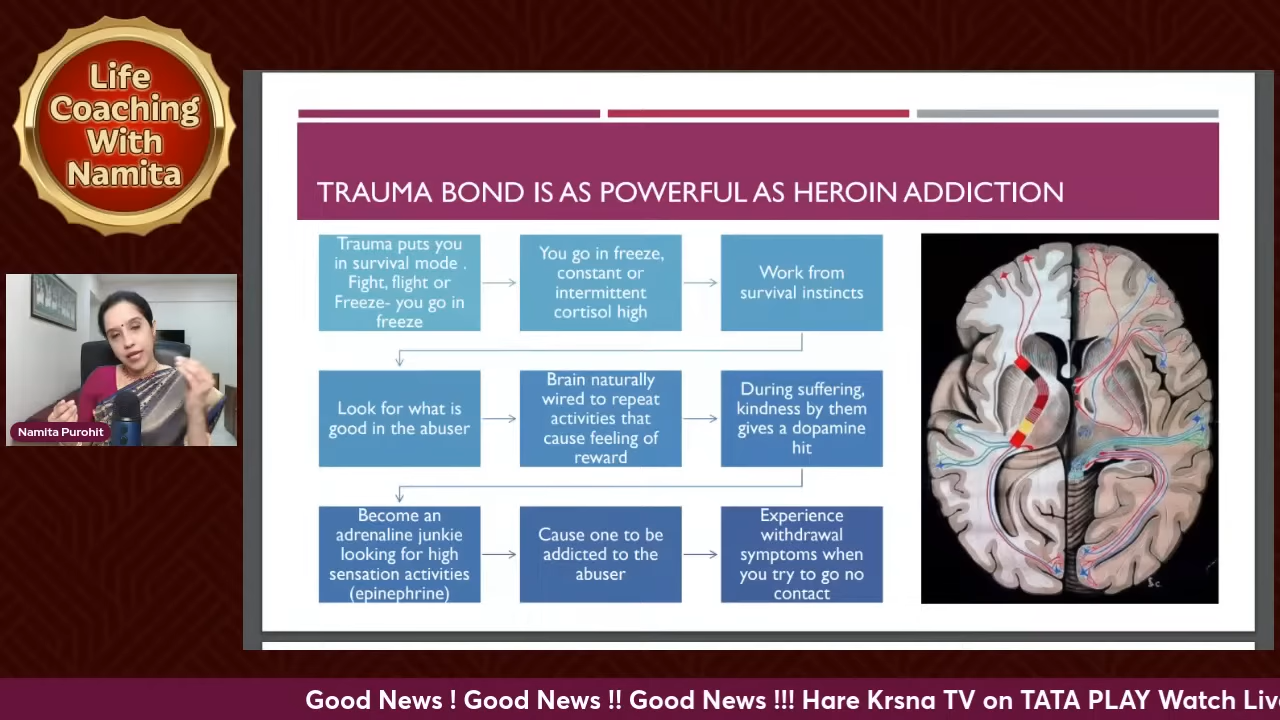 Life
Coaching
With
Namita
TRAUMA BOND IS AS POWERFUL AS HEROIN ADDICTION
Trauma puts you
in survival mode .
Fight, flight or
Freeze- you go in
freeze
You go in freeze,
constant or
intermittent
cortisol high
Work from
survival instincts
Look for what is
good in the abuser
Brain naturally
wired to repeat
activities that
cause feeling of
reward
During suffering,
kindness by them
gives a dopamine
hit
Become an
adrenaline junkie
looking for high
sensation activities
(epinephrine)
Cause one to be
addicted to the
abuser
Experience
withdrawal
symptoms when
you try to go no
contact
S.C.
Namita Purohit
Good News ! Good News !! Good News !!! Hare Krsna TV on TATA PLAY Watch Liv